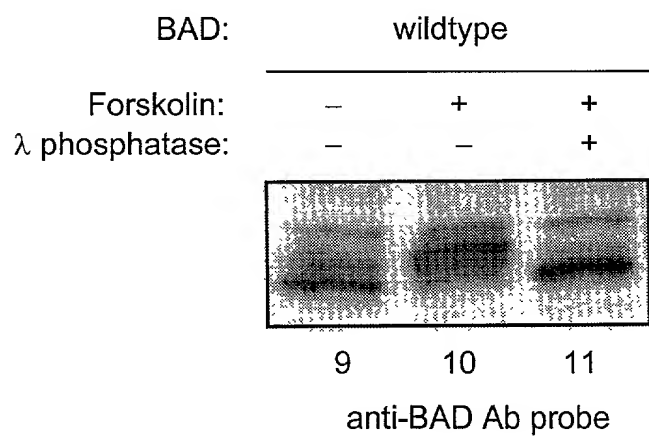 BAD: wildtype
Forskolin: – + +
λ phosphatase: – – +
9 10 11
anti-BAD Ab probe